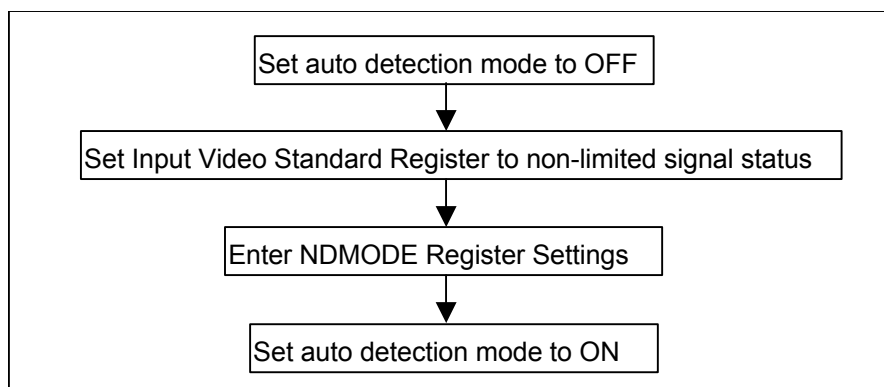 Set auto detection mode to OFF
Set Input Video Standard Register to non-limited signal status
Enter NDMODE Register Settings
Set auto detection mode to ON